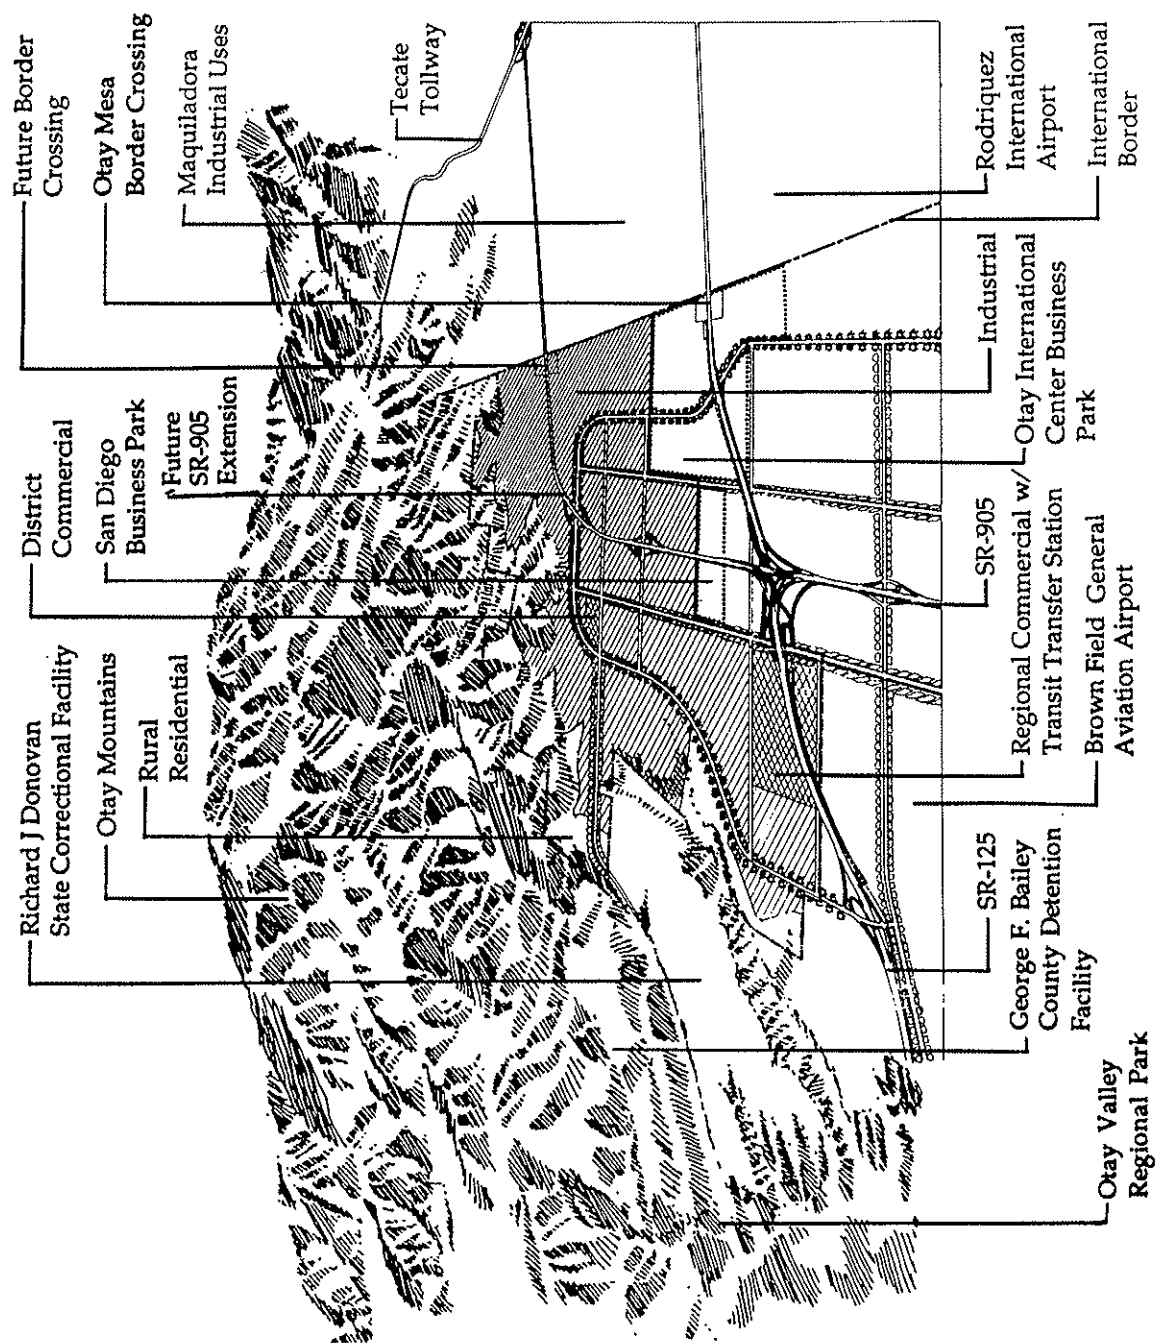 Richard J Donovan
State Correctional Facility
Otay Mountains
Rural
Residential
District
Commercial
San Diego
Business Park
Future
SR-905
Extension
Future Border
Crossing
Otay Mesa
Border Crossing
Maquiladora
Industrial Uses
Tecate
Tollway
Otay Valley
Regional Park
George F. Bailey
County Detention
Facility
SR-125
Brown Field General
Aviation Airport
Regional Commercial w/
Transit Transfer Station
SR-905
Otay International
Center Business
Park
Industrial
International
Border
Rodriquez
International
Airport